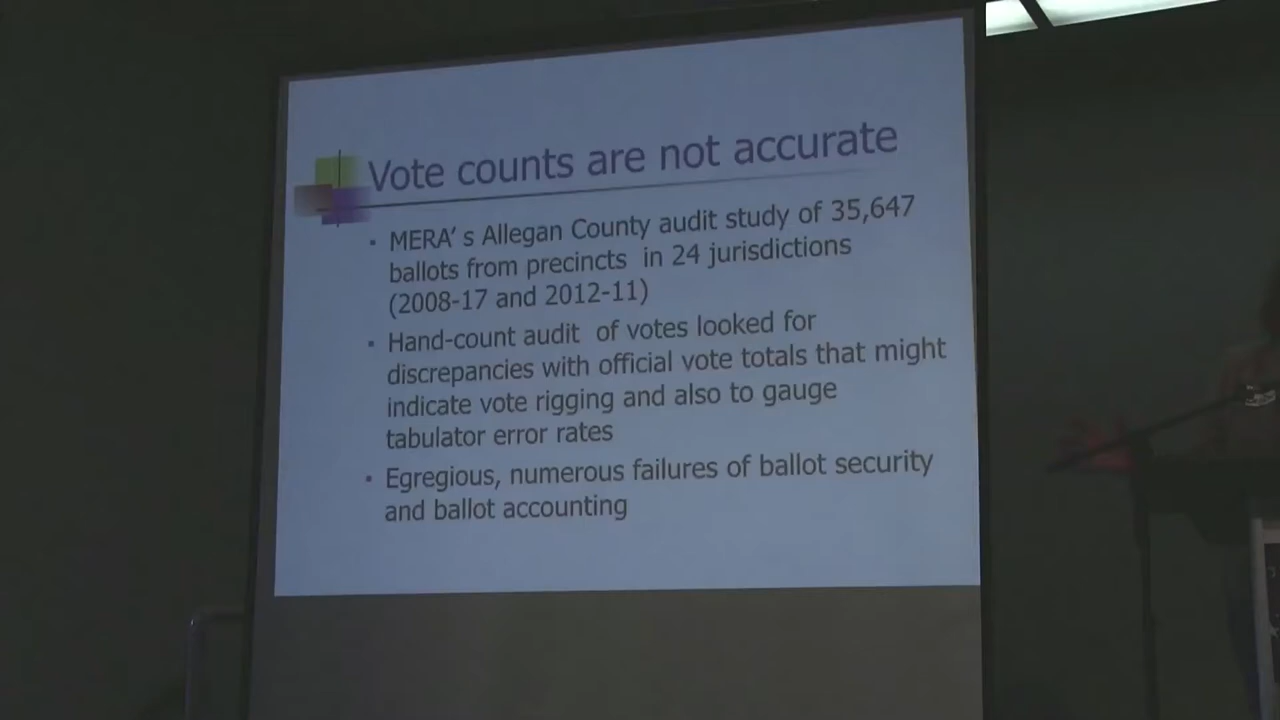 Vote counts are not accurate
▪ MERA' s Allegan County audit study of 35,647
ballots from precincts in 24 jurisdictions
(2008-17 and 2012-11)
▪ Hand-count audit of votes looked for
discrepancies with official vote totals that might
indicate vote rigging and also to gauge
tabulator error rates
▪ Egregious, numerous failures of ballot security
and ballot accounting